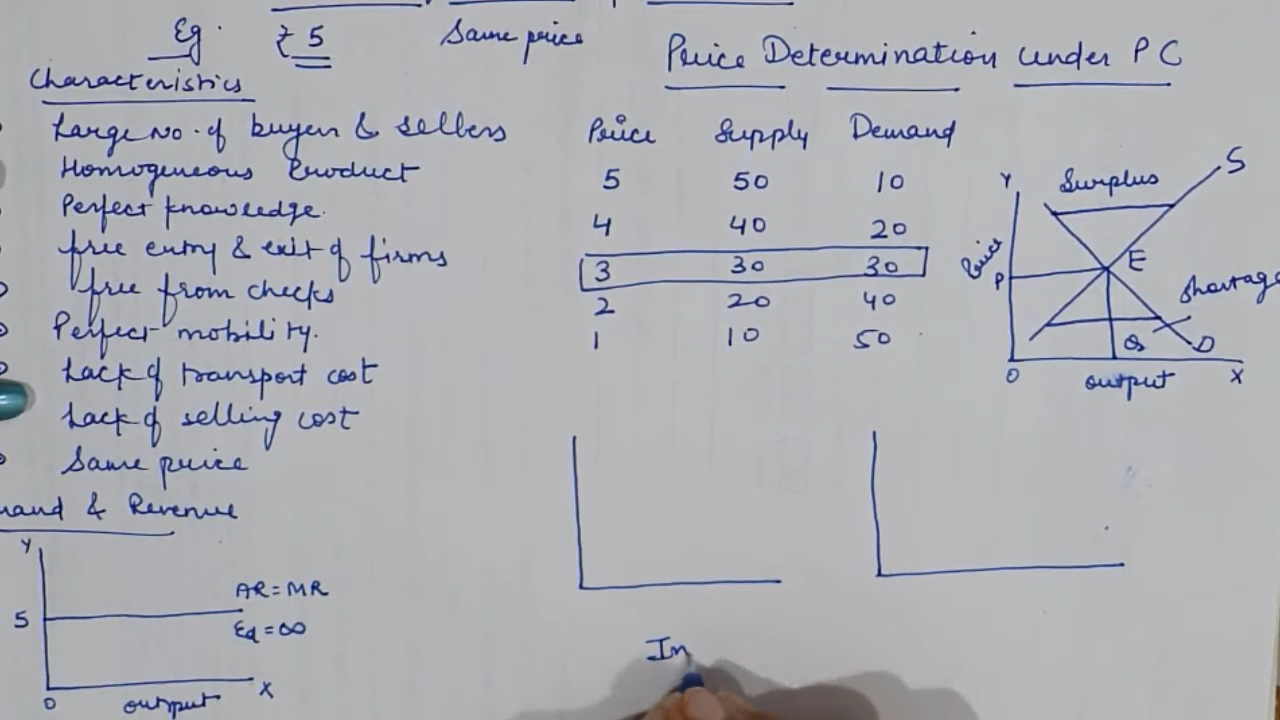 Eg. ₹ 5 Same price
Characteristics
Large No. of buyers & sellers
Homogeneous Product
Perfect knowledge.
free entry & exit of firms
free from checks
Perfect mobility.
Lack of transport cost
Lack of selling cost
Same price
& Revenue
Y
5
AR = MR
Ed = ∞
0 output X
Price Determination under PC
Price Supply Demand
5 50 10
4 40 20
3 30 30
2 20 40
1 10 50
Y Surplus S
Price
P E
Shortage
Q D
0 output X
In